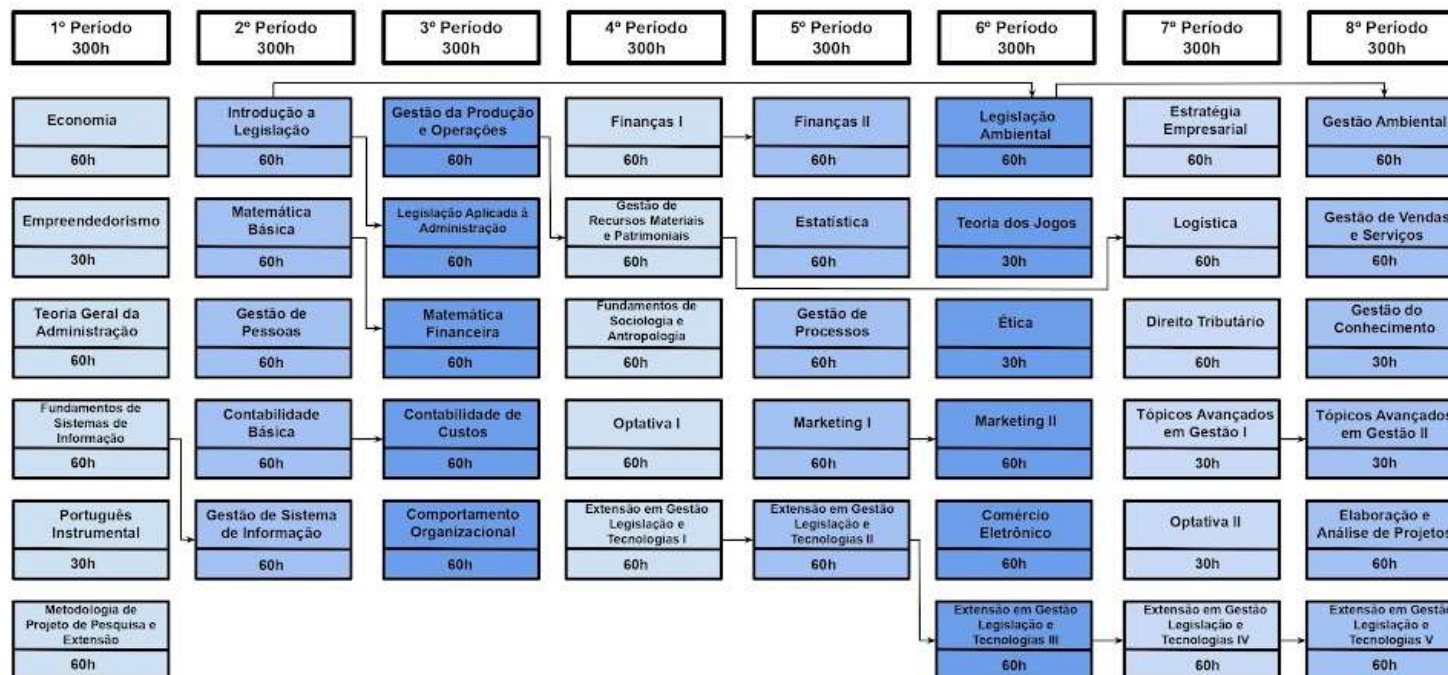 1º Período
300h
2º Período
300h
3º Período
300h
4º Período
300h
5º Período
300h
6º Período
300h
7º Período
300h
8º Período
300h
Economia
60h
Introdução a
Legislação
60h
Gestão da Produção
e Operações
60h
Finanças I
60h
Finanças II
60h
Legislação
Ambiental
60h
Estratégia
Empresarial
60h
Gestão Ambiental
60h
Empreendedorismo
30h
Matemática
Básica
60h
Legislação Aplicada à
Administração
60h
Gestão de
Recursos Materiais
e Patrimoniais
60h
Estatística
60h
Teoria dos Jogos
30h
Logística
60h
Gestão de Vendas
e Serviços
60h
Teoria Geral da
Administração
60h
Gestão de
Pessoas
60h
Matemática
Financeira
60h
Fundamentos de
Sociologia e
Antropologia
60h
Gestão de
Processos
60h
Ética
30h
Direito Tributário
60h
Gestão do
Conhecimento
30h
Fundamentos de
Sistemas de
Informação
60h
Contabilidade
Básica
60h
Contabilidade de
Custos
60h
Optativa I
60h
Marketing I
60h
Marketing II
60h
Tópicos Avançados
em Gestão I
30h
Tópicos Avançados
em Gestão II
30h
Português
Instrumental
30h
Gestão de Sistema
de Informação
60h
Comportamento
Organizacional
60h
Extensão em Gestão
Legislação e
Tecnologias I
60h
Extensão em Gestão
Legislação e
Tecnologias II
60h
Comércio
Eletrônico
60h
Optativa II
30h
Elaboração e
Análise de Projetos
60h
Metodologia de
Projeto de Pesquisa e
Extensão
60h
Extensão em Gestão
Legislação e
Tecnologias III
60h
Extensão em Gestão
Legislação e
Tecnologias IV
60h
Extensão em Gestão
Legislação e
Tecnologias V
60h